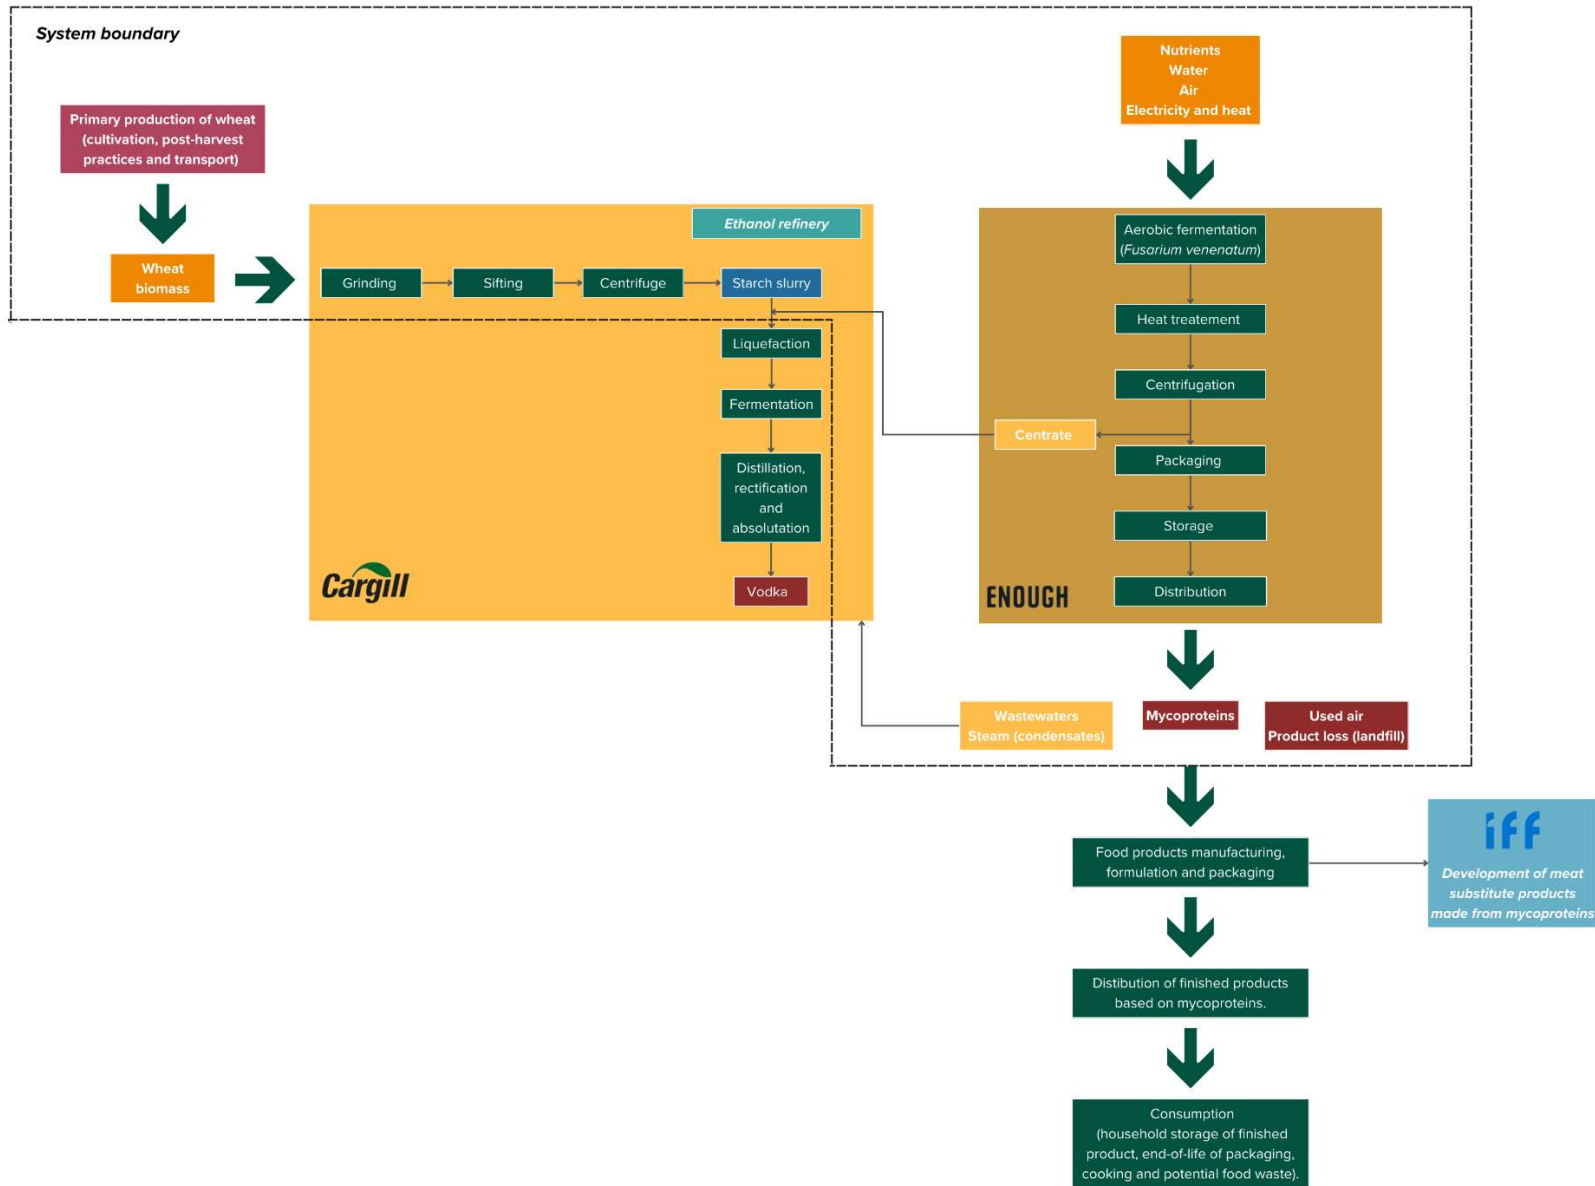 System boundary
Nutrients
Water
Air
Electricity and heat
Primary production of wheat
(cultivation, post-harvest
practices and transport)
Wheat
biomass
Ethanol refinery
Grinding
Sifting
Centrifuge
Starch slurry
Liquefaction
Fermentation
Distillation,
rectification
and
absolutation
Vodka
Cargill
Aerobic fermentation
(Fusarium venenatum)
Heat treatement
Centrifugation
Centrate
Packaging
Storage
Distribution
ENOUGH
Wastewaters
Steam (condensates)
Mycoproteins
Used air
Product loss (landfill)
Food products manufacturing,
formulation and packaging
iff
Development of meat
substitute products
made from mycoproteins
Distibution of finished products
based on mycoproteins.
Consumption
(household storage of finished
product, end-of-life of packaging,
cooking and potential food waste).